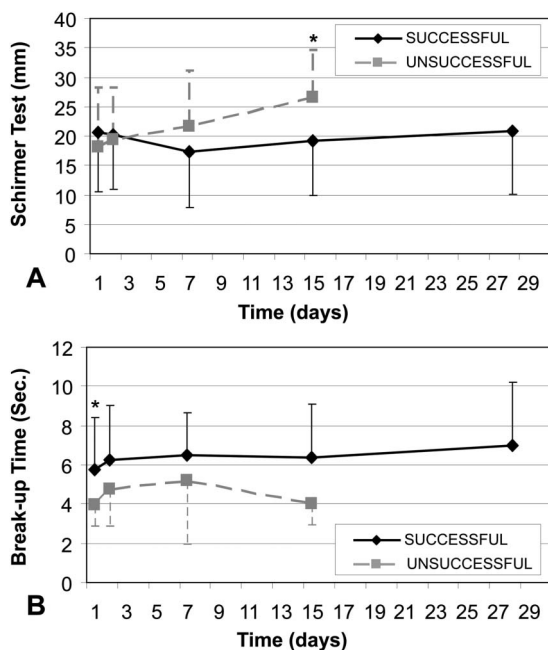 40
35
30
25
20
15
10
5
0
Schirmer Test (mm)
*
SUCCESSFUL
UNSUCCESSFUL
1 3 5 7 9 11 13 15 17 19 21 23 25 27 29
A
Time (days)
12
10
8
6
4
2
0
Break-up Time (Sec.)
*
SUCCESSFUL
UNSUCCESSFUL
1 3 5 7 9 11 13 15 17 19 21 23 25 27 29
B
Time (days)